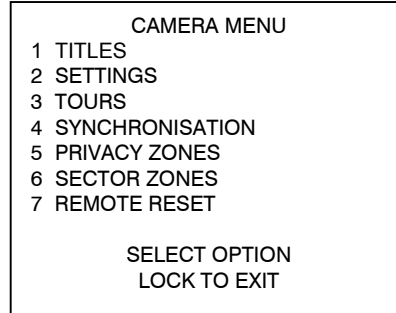 CAMERA MENU
1 TITLES
2 SETTINGS
3 TOURS
4 SYNCHRONISATION
5 PRIVACY ZONES
6 SECTOR ZONES
7 REMOTE RESET
SELECT OPTION
LOCK TO EXIT